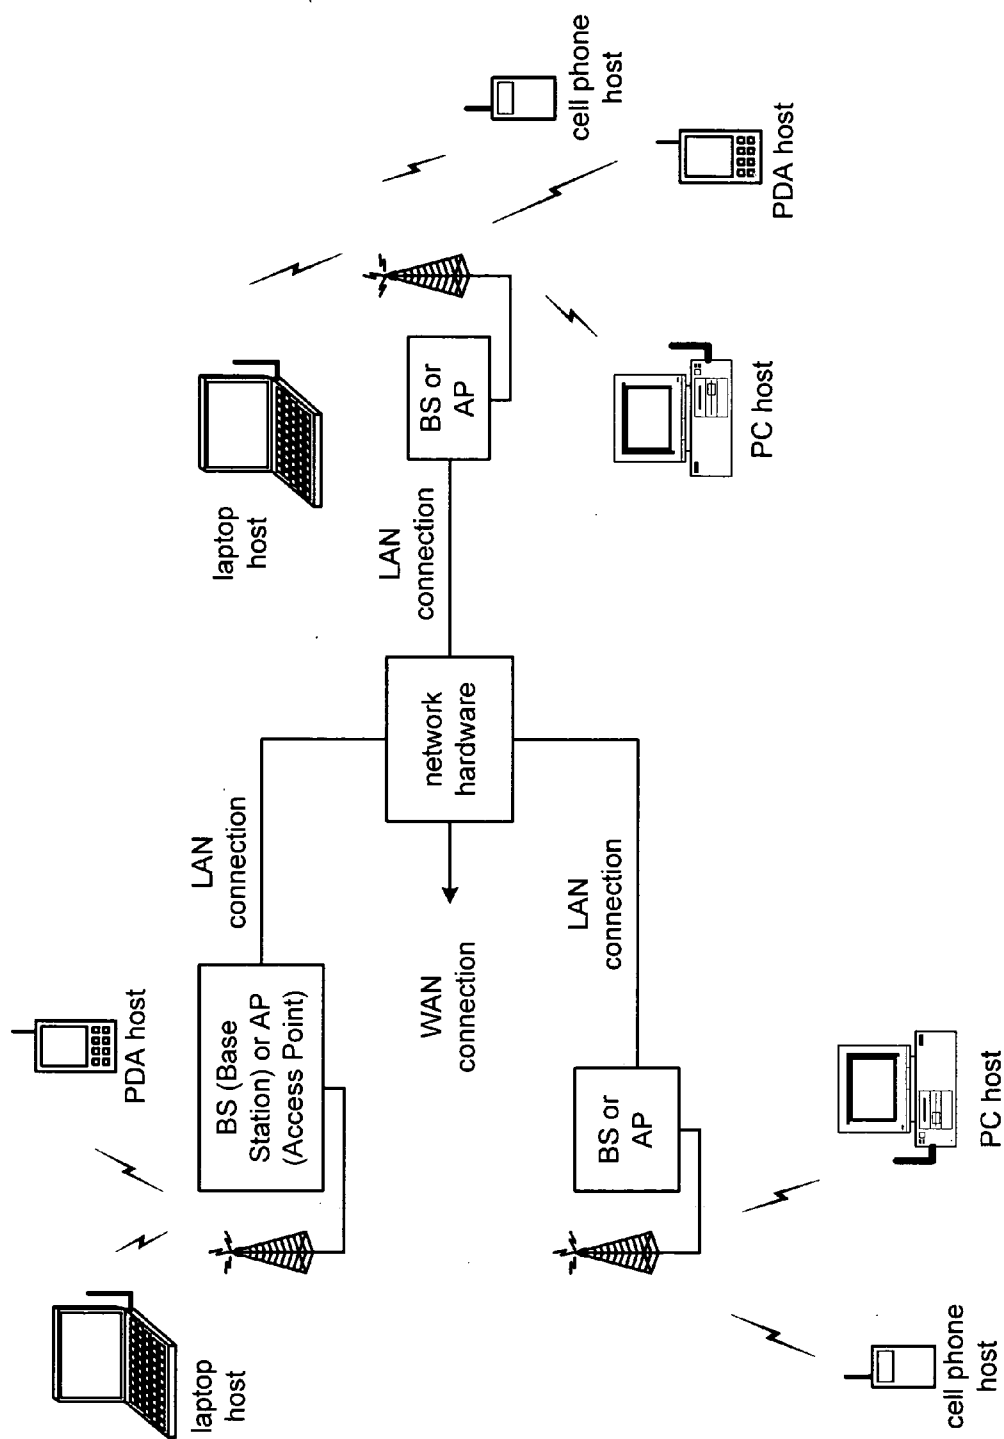 laptop
host
PDA host
BS (Base
Station) or AP
(Access Point)
LAN
connection
laptop
host
LAN
connection
BS or
AP
cell phone
host
PDA host
PC host
network
hardware
WAN
connection
LAN
connection
BS or
AP
cell phone
host
PC host